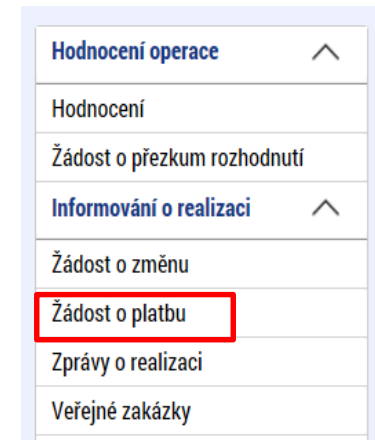 Hodnocení operace
Hodnocení
Žádost o přezkum rozhodnutí
Informování o realizaci
Žádost o změnu
Žádost o platbu
Zprávy o realizaci
Veřejné zakázky